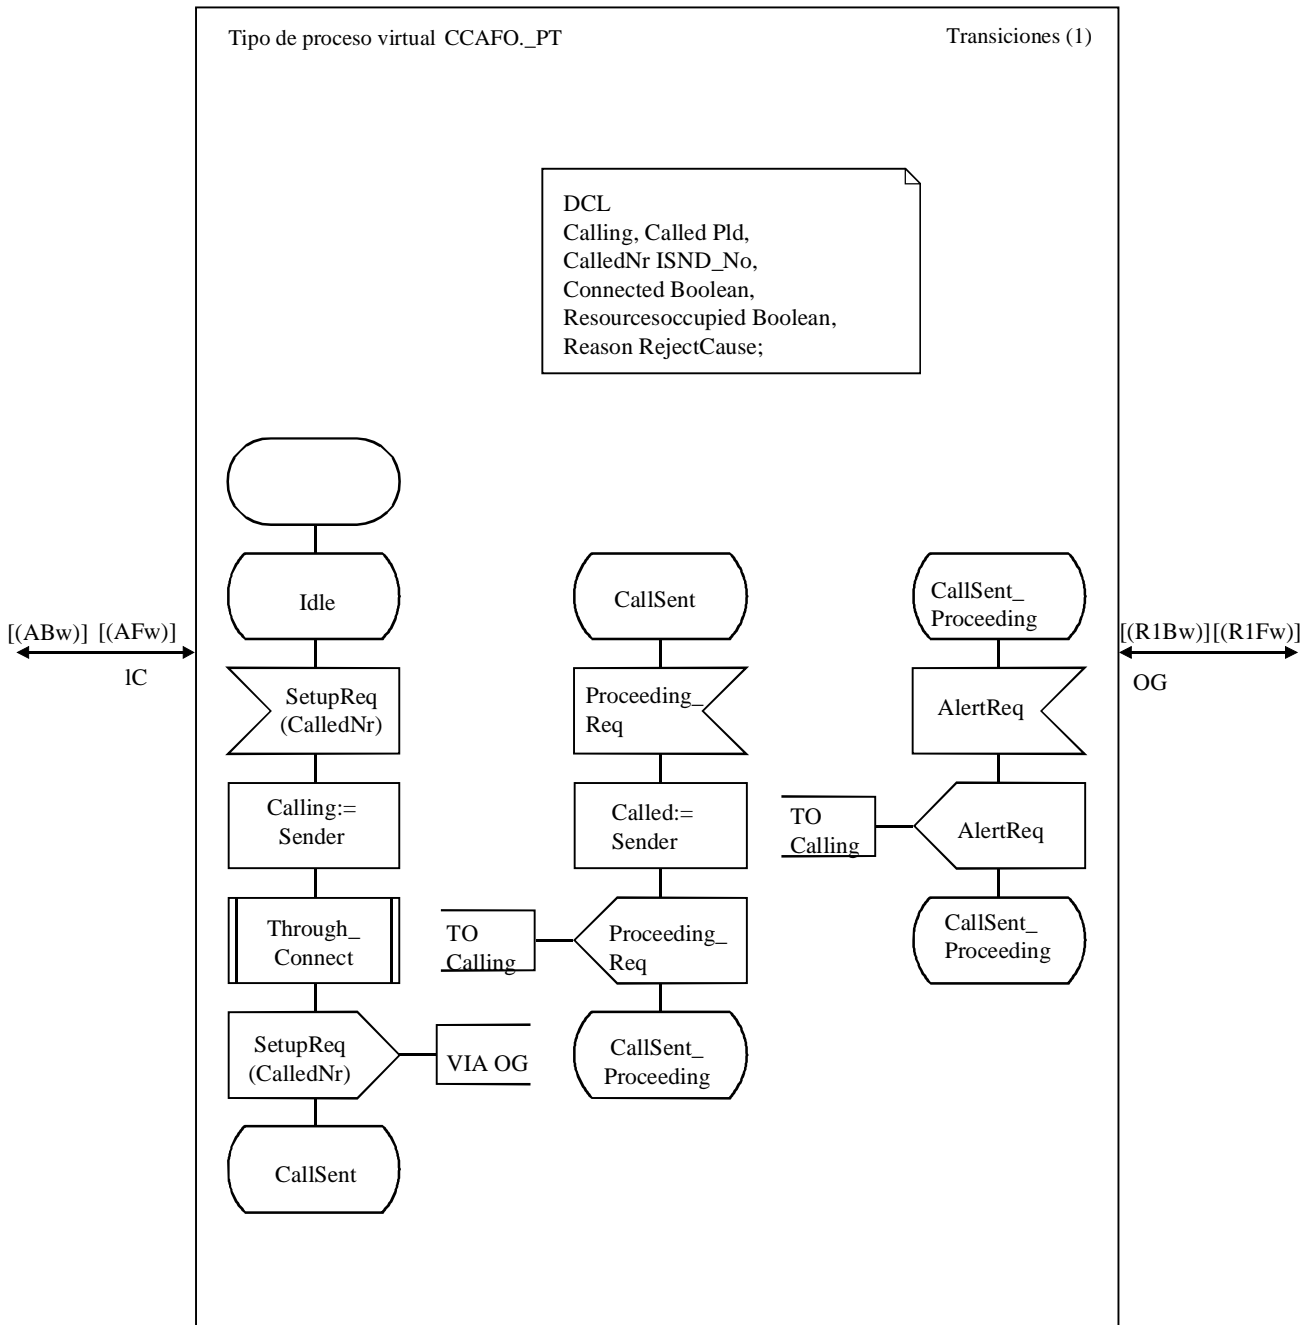 Tipo de proceso virtual CCAFO._PT
Transiciones (1)
DCL
Calling, Called Pld,
CalledNr ISND_No,
Connected Boolean,
Resourcesoccupied Boolean,
Reason RejectCause;
Idle
CallSent
CallSent_
Proceeding
[(ABw)] [(AFw)]
lC
[(R1Bw)][(R1Fw)]
OG
SetupReq
(CalledNr)
Proceeding_
Req
AlertReq
Calling:=
Sender
Called:=
Sender
TO
Calling
AlertReq
Through_
Connect
TO
Calling
Proceeding_
Req
CallSent_
Proceeding
SetupReq
(CalledNr)
VIA OG
CallSent_
Proceeding
CallSent